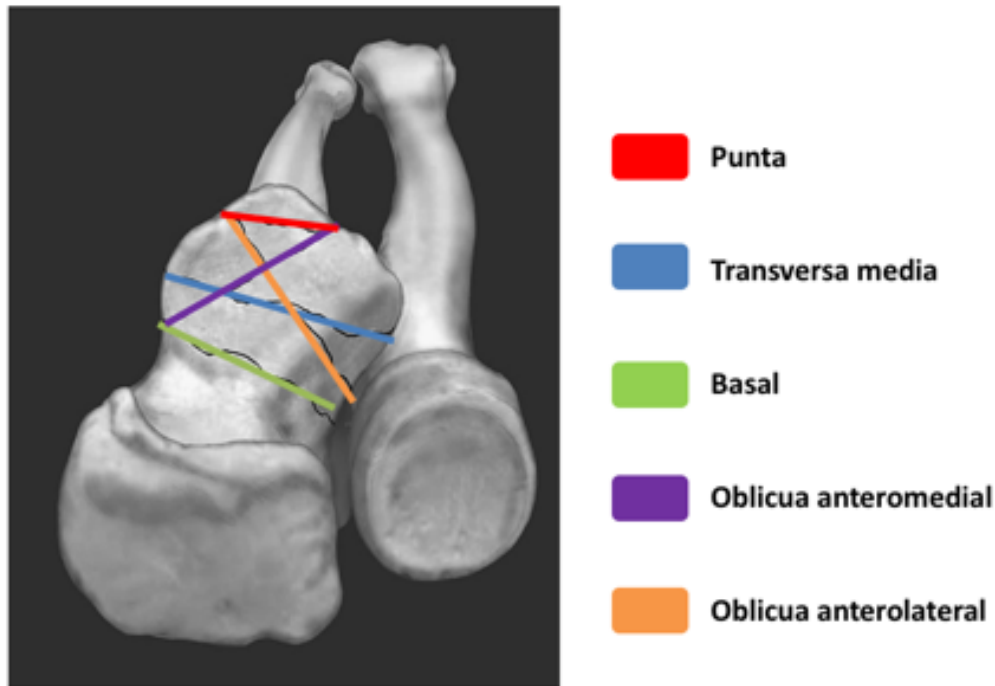 Punta
Transversa media
Basal
Oblicua anteromedial
Oblicua anterolateral